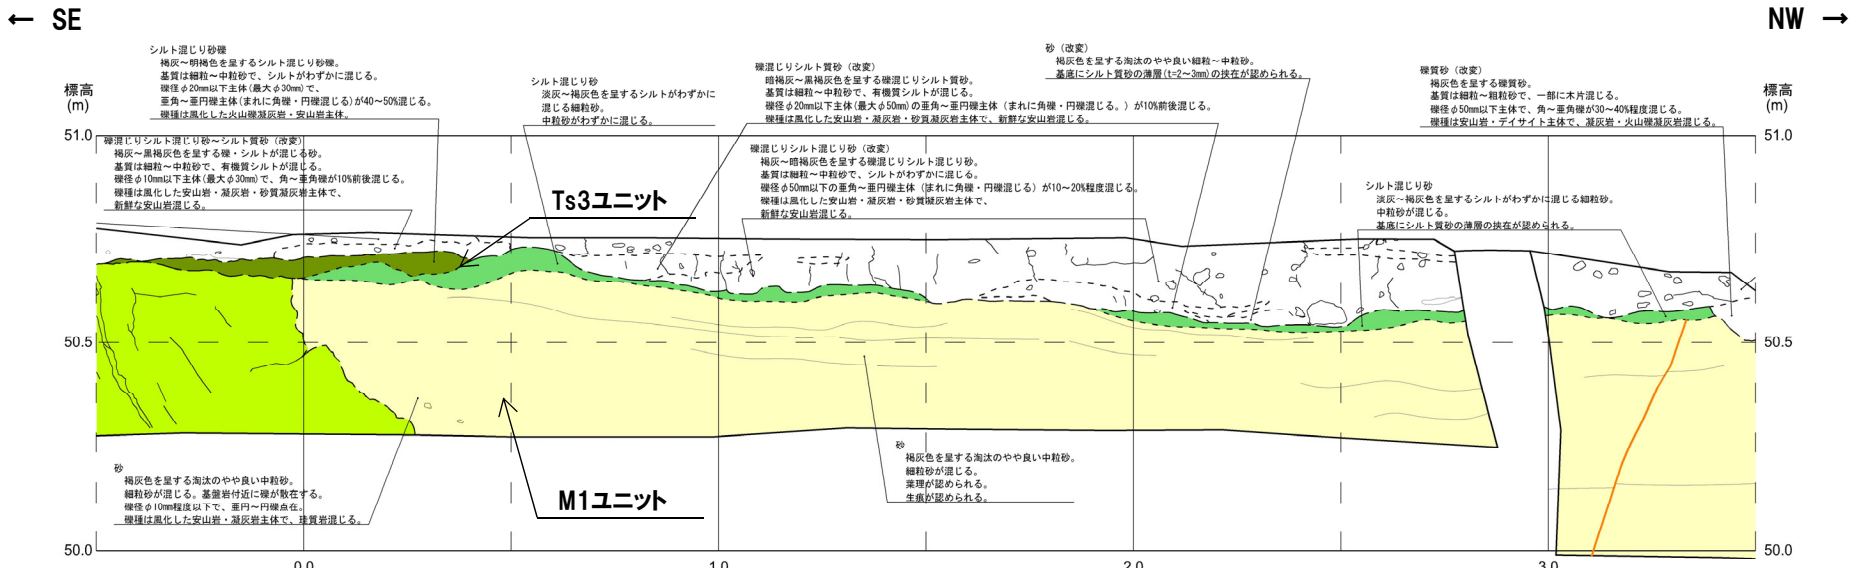 ← SE
NW →
標高
(m)
51.0
50.5
50.0
シルト混じり砂礫
褐灰～明褐色を呈するシルト混じり砂礫。
基質は細粒～中粒砂で、シルトがわずかに混じる。
礫径φ20mm以下主体(最大φ30mm)で、
亜角～亜円礫主体(まれに角礫・円礫混じる)が40～50%混じる。
礫種は風化した火山礫凝灰岩・安山岩主体。
礫混じりシルト混じり砂～シルト質砂（改変）
褐灰～黒褐灰色を呈する礫・シルトが混じる砂。
基質は細粒～中粒砂で、有機質シルトが混じる。
礫径φ10mm以下主体(最大φ30mm)で、角～亜角礫が10%前後混じる。
礫種は風化した安山岩・凝灰岩・砂質凝灰岩主体で、
新鮮な安山岩混じる。
シルト混じり砂
淡灰～褐灰色を呈するシルトがわずかに
混じる細粒砂。
中粒砂がわずかに混じる。
Ts3ユニット
礫混じりシルト質砂（改変）
暗褐灰～黒褐灰色を呈する礫混じりシルト質砂。
基質は細粒～中粒砂で、有機質シルトが混じる。
礫径φ20mm以下主体(最大φ50mm)の亜角～亜円礫主体（まれに角礫・円礫混じる。）が10%前後混じる。
礫種は風化した安山岩・凝灰岩・砂質凝灰岩主体で、新鮮な安山岩混じる。
礫混じりシルト混じり砂（改変）
褐灰～暗褐灰色を呈する礫混じりシルト混じり砂。
基質は細粒～中粒砂で、シルトがわずかに混じる。
礫径φ50mm以下の亜角～亜円礫主体（まれに角礫・円礫混じる）が10～20%程度混じる。
礫種は風化した安山岩・凝灰岩・砂質凝灰岩主体で、
新鮮な安山岩混じる。
砂（改変）
褐灰色を呈する淘汰のやや良い細粒～中粒砂。
基底にシルト質砂の薄層(t=2～3mm)の挟在が認められる。
礫質砂（改変）
褐灰色を呈する礫質砂。
基質は細粒～粗粒砂で、一部に木片混じる。
礫径φ50mm以下主体で、角～亜角礫が30～40%程度混じる。
礫種は安山岩・デイサイト主体で、凝灰岩・火山礫凝灰岩混じる。
シルト混じり砂
淡灰～褐灰色を呈するシルトがわずかに混じる細粒砂。
中粒砂が混じる。
基底にシルト質砂の薄層の挟在が認められる。
標高
(m)
51.0
50.5
50.0
砂
褐灰色を呈する淘汰のやや良い中粒砂。
細粒砂が混じる。基盤岩付近に礫が散在する。
礫径φ10mm程度以下で、亜円～円礫点在。
礫種は風化した安山岩・凝灰岩主体で、珪質岩混じる。
M1ユニット
砂
褐灰色を呈する淘汰のやや良い中粒砂。
細粒砂が混じる。
葉理が認められる。
生痕が認められる。
0.0
1.0
2.0
3.0